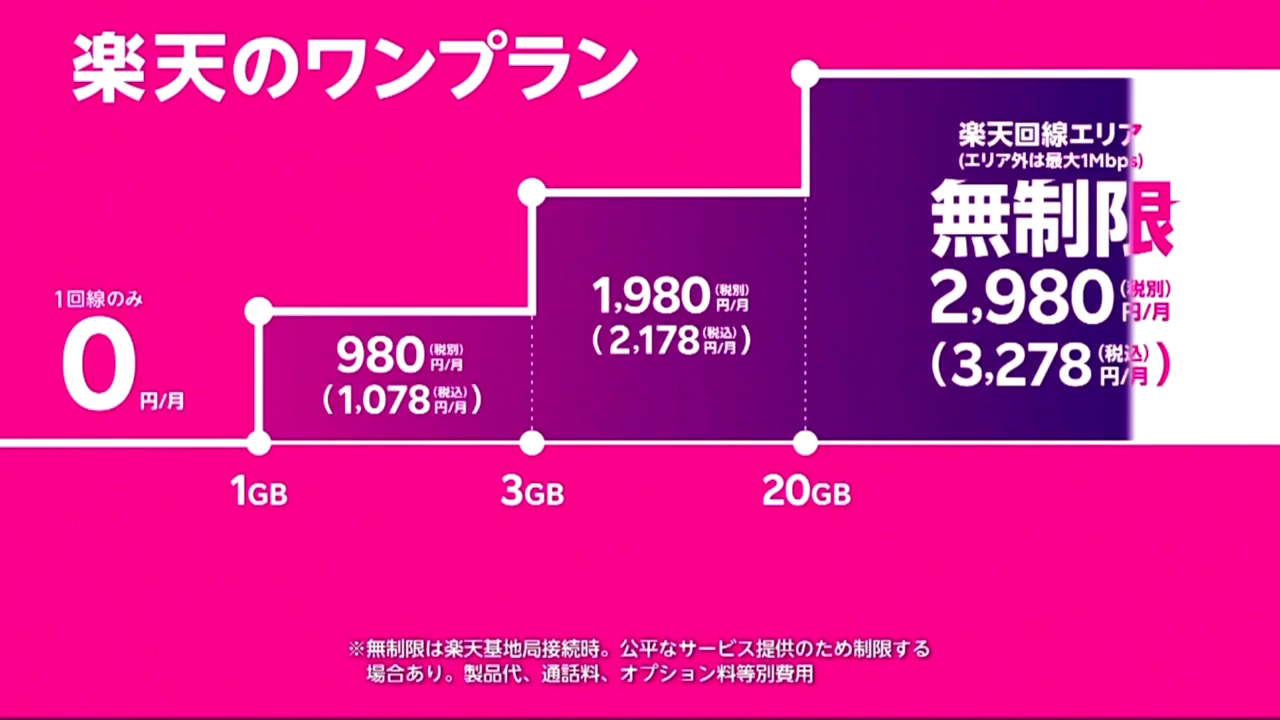 楽天のワンプラン
1回線のみ
0円/月
980(税別)円/月
(1,078(税込)円/月)
1,980(税別)円/月
(2,178(税込)円/月)
楽天回線エリア
(エリア外は最大1Mbps)
無制限
2,980(税別)円/月
(3,278(税込)円/月)
1GB
3GB
20GB
※無制限は楽天基地局接続時。公平なサービス提供のため制限する
場合あり。製品代、通話料、オプション料等別費用